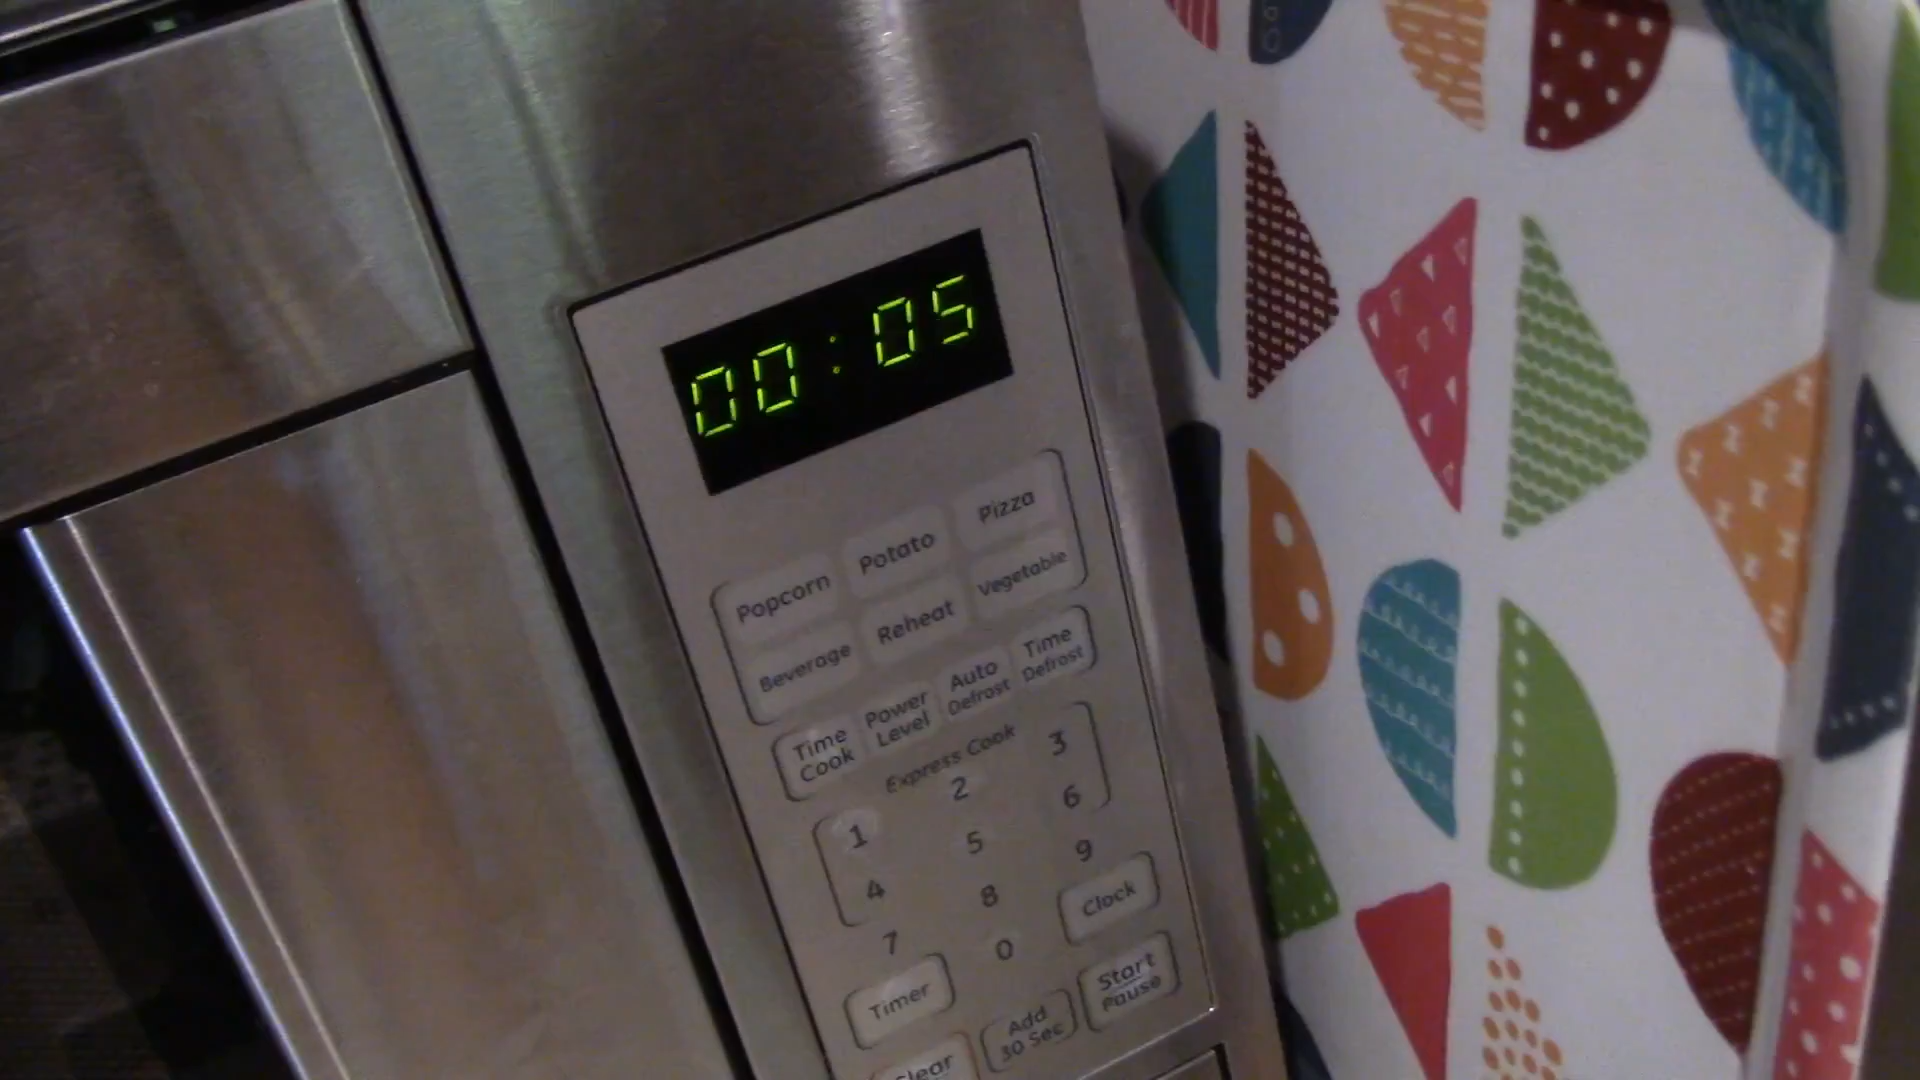 00:05
Popcorn Potato Pizza
Beverage Reheat Vegetable
Time Cook Power Level Auto Defrost Time Defrost
Express Cook
1 2 3
4 5 6
7 8 9
Timer 0 Clock
Clear Add 30 Sec Start Pause